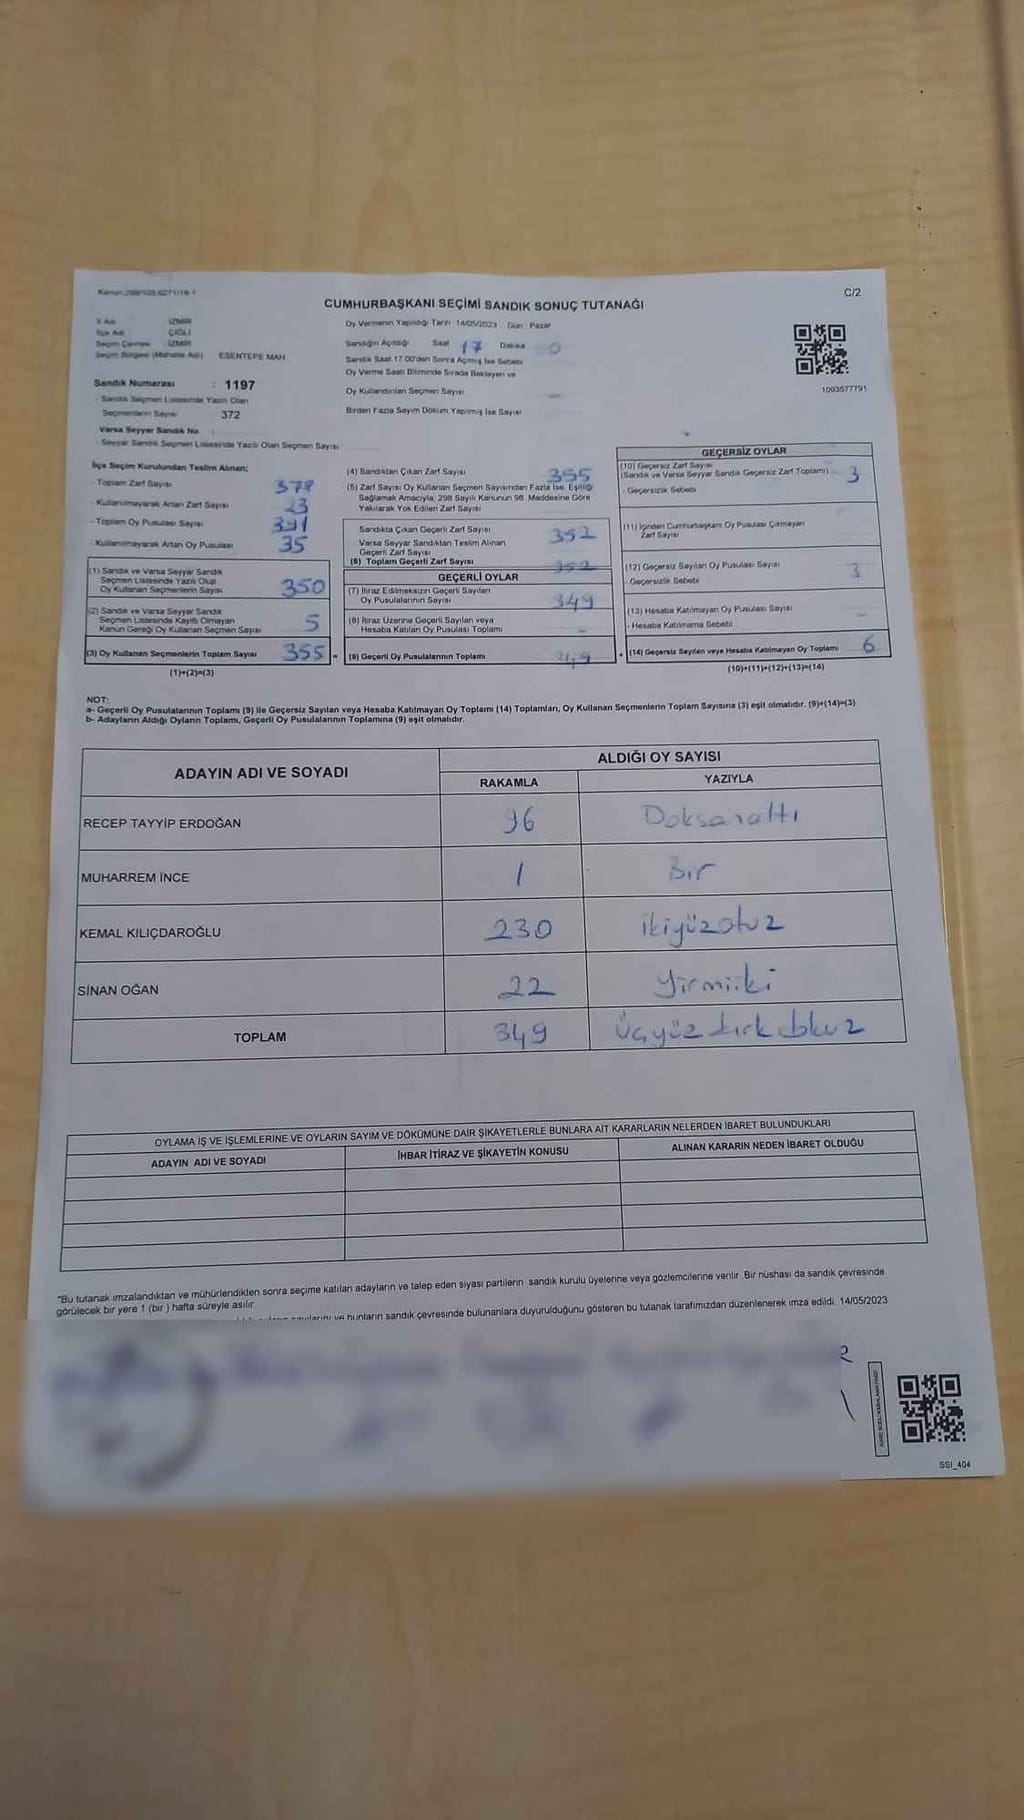 Kanun:298/103,6271/19-1
C/2
CUMHURBAŞKANI SEÇİMİ SANDIK SONUÇ TUTANAĞI
İl Adı İZMİR
İlçe Adı ÇİĞLİ
Seçim Çevresi : İZMİR
Seçim Bölgesi (Mahalle Adı) ESENTEPE MAH
Sandık Numarası : 1197
- Sandık Seçmen Listesinde Yazılı Olan
Seçmenlerin Sayısı 372
Varsa Seyyar Sandık No :
- Seyyar Sandık Seçmen Listesinde Yazılı Olan Seçmen Sayısı
Oy Vermenin Yapıldığı Tarih 14/05/2023 Gün : Pazar
Sandığın Açıldığı Saat 17 Dakika 0
Sandık Saat 17:00'den Sonra Açılmış İse Sebebi
Oy Verme Saati Bitiminde Sırada Bekleyen ve
Oy Kullandırılan Seçmen Sayısı –
Birden Fazla Sayım Döküm Yapılmış İse Sayısı
1093577791
İlçe Seçim Kurulundan Teslim Alınan;
- Toplam Zarf Sayısı 378
- Kullanılmayarak Artan Zarf Sayısı 23
- Toplam Oy Pusulası Sayısı 391
- Kullanılmayarak Artan Oy Pusulası 35
(1) Sandık ve Varsa Seyyar Sandık
Seçmen Listesinde Yazılı Olup
Oy Kullanan Seçmenlerin Sayısı 350
(2) Sandık ve Varsa Seyyar Sandık
Seçmen Listesinde Kayıtlı Olmayan
Kanun Gereği Oy Kullanan Seçmen Sayısı 5
(3) Oy Kullanan Seçmenlerin Toplam Sayısı 355 =
(1)+(2)=(3)
(4) Sandıktan Çıkan Zarf Sayısı 355
(5) Zarf Sayısı Oy Kullanan Seçmen Sayısından Fazla İse, Eşitliği
Sağlamak Amacıyla, 298 Sayılı Kanunun 98. Maddesine Göre
Yakılarak Yok Edilen Zarf Sayısı
Sandıkta Çıkan Geçerli Zarf Sayısı 352
Varsa Seyyar Sandıktan Teslim Alınan
Geçerli Zarf Sayısı
(6) Toplam Geçerli Zarf Sayısı 352
GEÇERLİ OYLAR
(7) İtiraz Edilmeksizin Geçerli Sayılan
Oy Pusulalarının Sayısı 349
(8) İtiraz Üzerine Geçerli Sayılan veya
Hesaba Katılan Oy Pusulası Toplamı –
(9) Geçerli Oy Pusulalarının Toplamı 349 +
GEÇERSİZ OYLAR
(10) Geçersiz Zarf Sayısı
(Sandık ve Varsa Seyyar Sandık Geçersiz Zarf Toplamı) 3
- Geçersizlik Sebebi
(11) İçinden Cumhurbaşkanı Oy Pusulası Çıkmayan
Zarf Sayısı
(12) Geçersiz Sayılan Oy Pusulası Sayısı 3
- Geçersizlik Sebebi
(13) Hesaba Katılmayan Oy Pusulası Sayısı –
- Hesaba Katılmama Sebebi
(14) Geçersiz Sayılan veya Hesaba Katılmayan Oy Toplamı 6
(10)+(11)+(12)+(13)=(14)
NOT:
a- Geçerli Oy Pusulalarının Toplamı (9) ile Geçersiz Sayılan veya Hesaba Katılmayan Oy Toplamı (14) Toplamları, Oy Kullanan Seçmenlerin Toplam Sayısına (3) eşit olmalıdır. (9)+(14)=(3)
b- Adayların Aldığı Oyların Toplamı, Geçerli Oy Pusulalarının Toplamına (9) eşit olmalıdır.
ADAYIN ADI VE SOYADI ALDIĞI OY SAYISI
RAKAMLA YAZIYLA
RECEP TAYYİP ERDOĞAN 96 Doksanaltı
MUHARREM İNCE 1 Bir
KEMAL KILIÇDAROĞLU 230 ikiyüzotuz
SİNAN OĞAN 22 Yirmiiki
TOPLAM 349 Üçyüz kırk dokuz
OYLAMA İŞ VE İŞLEMLERİNE VE OYLARIN SAYIM VE DÖKÜMÜNE DAİR ŞİKAYETLERLE BUNLARA AİT KARARLARIN NELERDEN İBARET BULUNDUKLARI
ADAYIN ADI VE SOYADI İHBAR İTİRAZ VE ŞİKAYETİN KONUSU ALINAN KARARIN NEDEN İBARET OLDUĞU
"Bu tutanak imzalandıktan ve mühürlendikten sonra seçime katılan adayların ve talep eden siyasi partilerin sandık kurulu üyelerine veya gözlemcilerine verilir. Bir nüshası da sandık çevresinde
görülecek bir yere 1 (bir ) hafta süreyle asılır.
ve bunların sandık çevresinde bulunanlara duyurulduğunu gösteren bu tutanak tarafımızdan düzenlenerek imza edildi. 14/05/2023
SSI_404